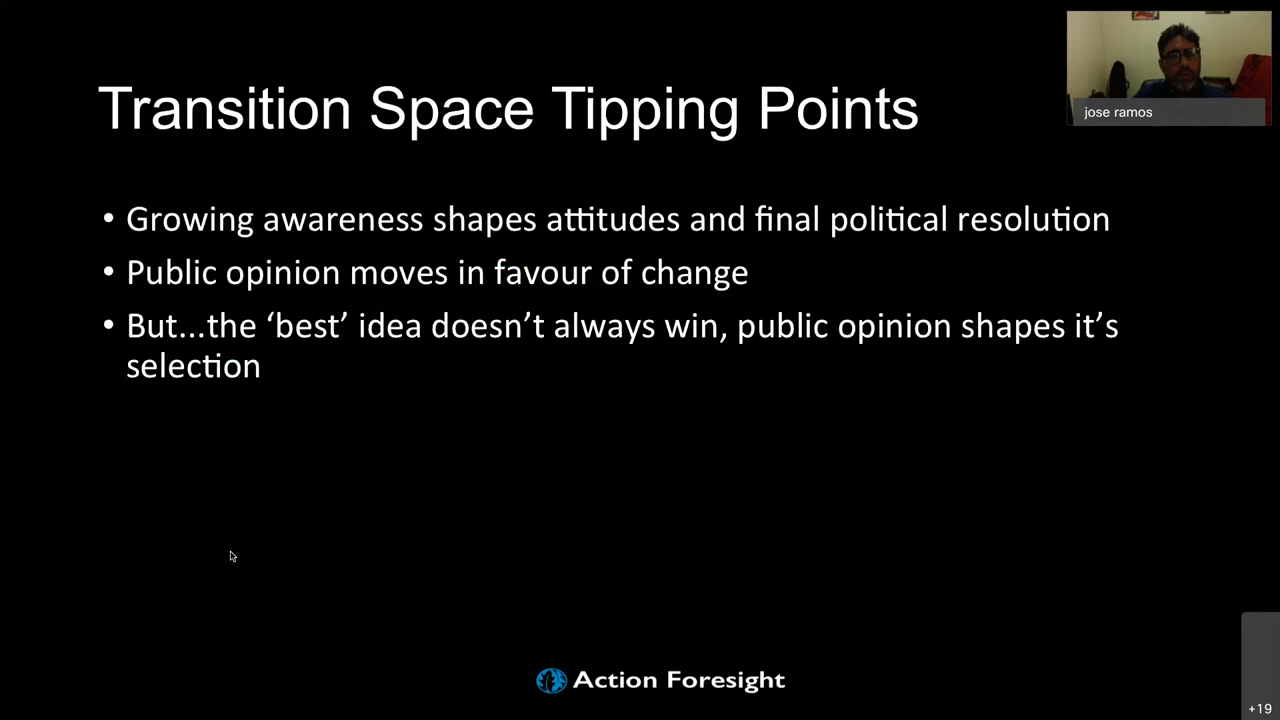 Transition Space Tipping Points
jose ramos
• Growing awareness shapes attitudes and final political resolution
• Public opinion moves in favour of change
• But...the ‘best’ idea doesn’t always win, public opinion shapes it’s
selection
Action Foresight
+19